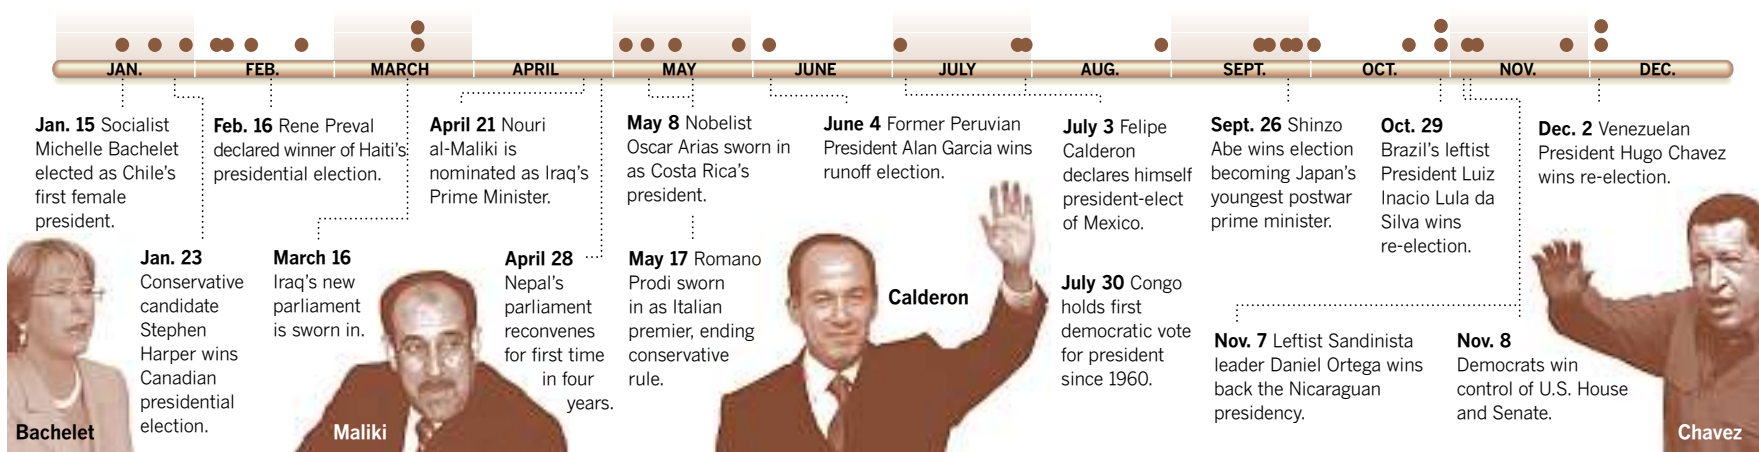 JAN.
FEB.
MARCH
APRIL
MAY
JUNE
JULY
AUG.
SEPT.
OCT.
NOV.
DEC.
Jan. 15 Socialist
Michelle Bachelet
elected as Chile's
first female
president.
Jan. 23
Conservative
candidate
Stephen
Harper wins
Canadian
presidential
election.
Bachelet
Feb. 16 Rene Preval
declared winner of Haiti's
presidential election.
March 16
Iraq's new
parliament
is sworn in.
Maliki
April 21 Nouri
al-Maliki is
nominated as Iraq's
Prime Minister.
April 28
Nepal's
parliament
reconvenes
for first time
in four
years.
May 8 Nobelist
Oscar Arias sworn in
as Costa Rica's
president.
May 17 Romano
Prodi sworn
in as Italian
premier, ending
conservative
rule.
June 4 Former Peruvian
President Alan Garcia wins
runoff election.
Calderon
July 3 Felipe
Calderon
declares himself
president-elect
of Mexico.
July 30 Congo
holds first
democratic vote
for president
since 1960.
Sept. 26 Shinzo
Abe wins election
becoming Japan's
youngest postwar
prime minister.
Oct. 29
Brazil's leftist
President Luiz
Inacio Lula da
Silva wins
re-election.
Nov. 7 Leftist Sandinista
leader Daniel Ortega wins
back the Nicaraguan
presidency.
Nov. 8
Democrats win
control of U.S. House
and Senate.
Dec. 2 Venezuelan
President Hugo Chavez
wins re-election.
Chavez